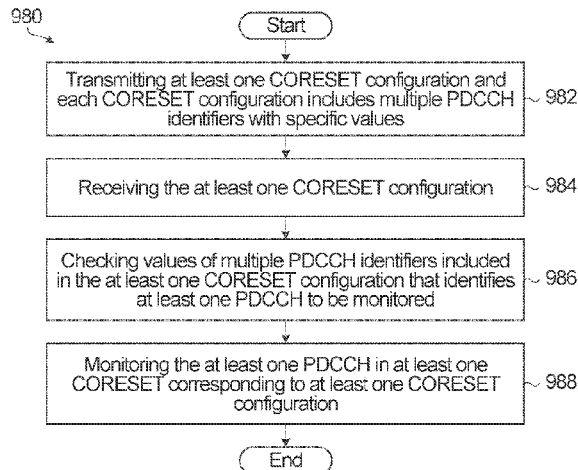 980
Start
Transmitting at least one CORESET configuration and
each CORESET configuration includes multiple PDCCH
identifiers with specific values
982
Receiving the at least one CORESET configuration
984
Checking values of multiple PDCCH identifiers included
in the at least one CORESET configuration that identifies
at least one PDCCH to be monitored
986
Monitoring the at least one PDCCH in at least one
CORESET corresponding to at least one CORESET
configuration
988
End